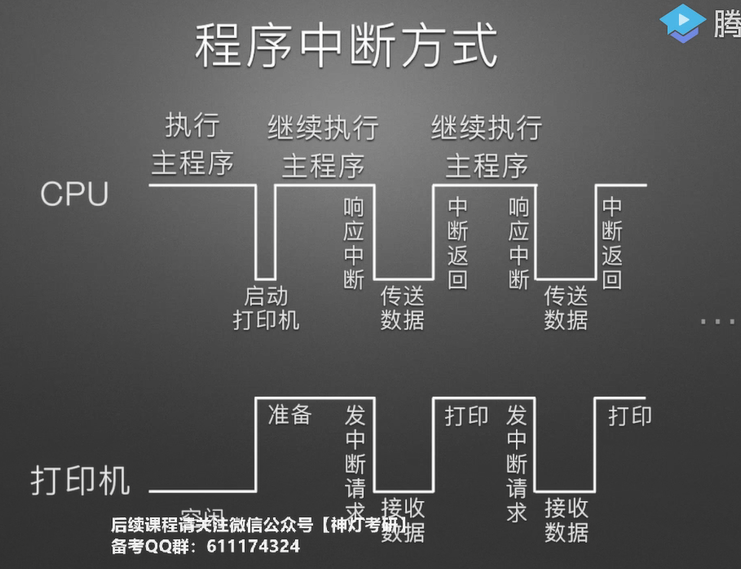 程序中断方式
腾
执行
主程序
继续执行
主程序
继续执行
主程序
CPU
响应中断
中断返回
响应中断
中断返回
启动
打印机
传送
数据
传送
数据
...
准备
发中断请求
打印
发中断请求
打印
打印机
空闲
接收
数据
接收
数据
后续课程请关注微信公众号【神灯考研】
备考QQ群：611174324